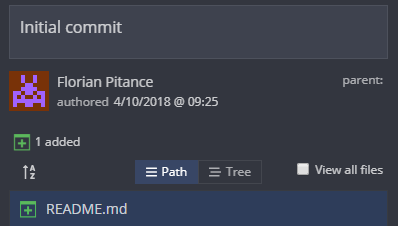 Initial commit
Florian Pitance
parent:
authored 4/10/2018 @ 09:25
1 added
A
Z
Path
Tree
View all files
README.md